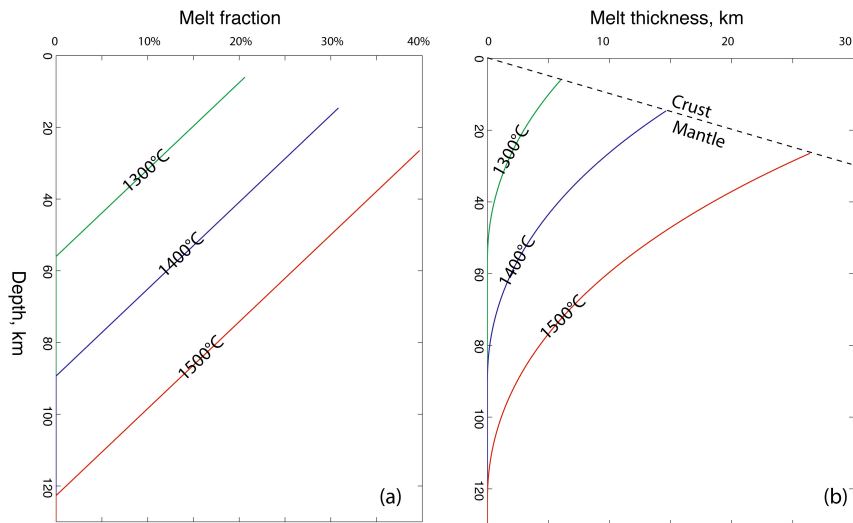 Melt fraction
0 10% 20% 30% 40%
0
20
40
60
80
100
120
Depth, km
1300°C
1400°C
1500°C
(a)
Melt thickness, km
0 10 20 30
0
20
40
60
80
100
120
Crust
Mantle
1300°C
1400°C
1500°C
(b)